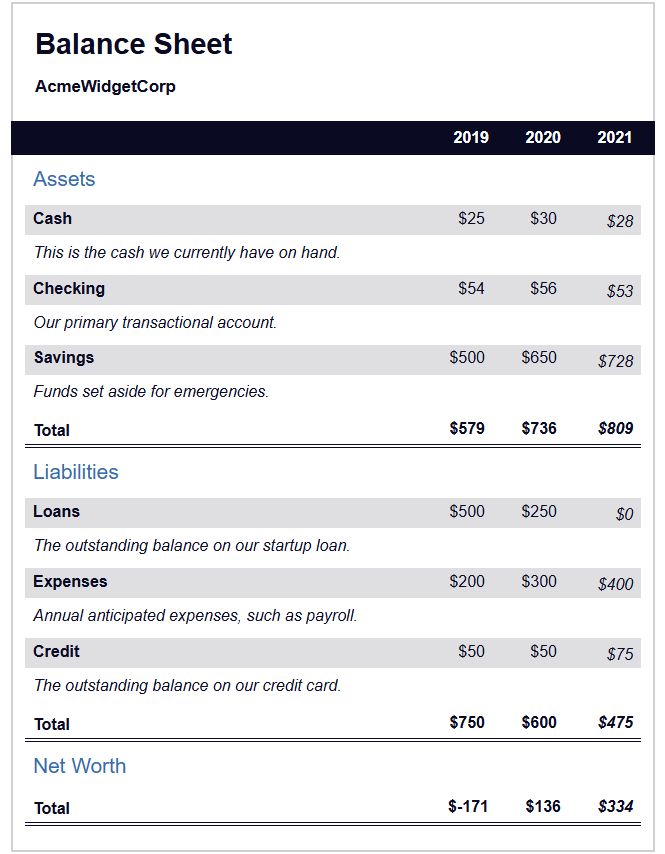 Balance Sheet
AcmeWidgetCorp
2019 2020 2021
Assets
Cash $25 $30 $28
This is the cash we currently have on hand.
Checking $54 $56 $53
Our primary transactional account.
Savings $500 $650 $728
Funds set aside for emergencies.
Total $579 $736 $809
Liabilities
Loans $500 $250 $0
The outstanding balance on our startup loan.
Expenses $200 $300 $400
Annual anticipated expenses, such as payroll.
Credit $50 $50 $75
The outstanding balance on our credit card.
Total $750 $600 $475
Net Worth
Total $-171 $136 $334